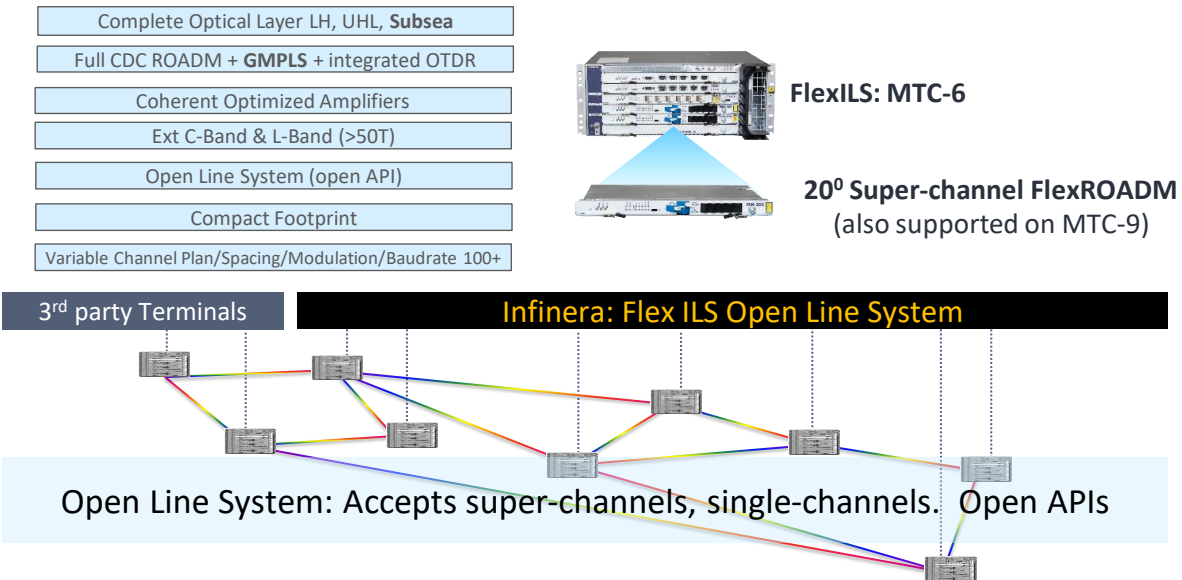 Complete Optical Layer LH, UHL, Subsea
Full CDC ROADM + GMPLS + integrated OTDR
Coherent Optimized Amplifiers
Ext C-Band & L-Band (>50T)
Open Line System (open API)
Compact Footprint
Variable Channel Plan/Spacing/Modulation/Baudrate 100+
FlexILS: MTC-6
20⁰ Super-channel FlexROADM
(also supported on MTC-9)
3rd party Terminals
Infinera: Flex ILS Open Line System
Open Line System: Accepts super-channels, single-channels. Open APIs